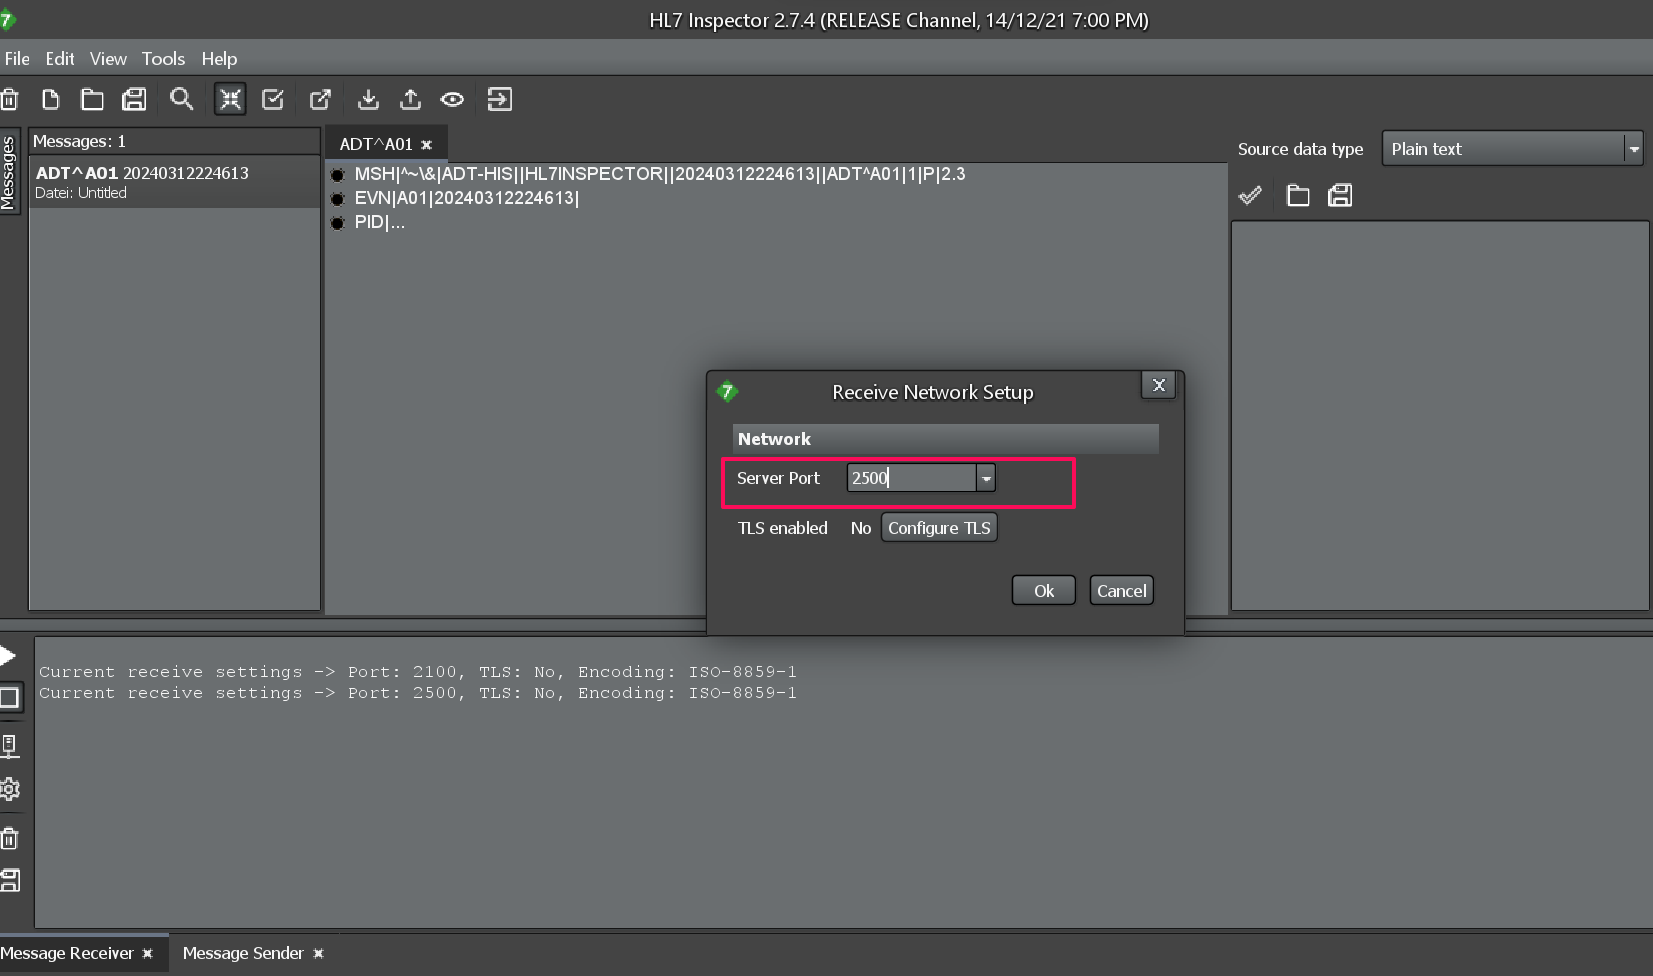 7
HL7 Inspector 2.7.4 (RELEASE Channel, 14/12/21 7:00 PM)
File Edit View Tools Help
Messages
Messages: 1
ADT^A01 20240312224613
Datei: Untitled
ADT^A01
MSH|^~\&|ADT-HIS||HL7INSPECTOR||20240312224613||ADT^A01|1|P|2.3
EVN|A01|20240312224613|
PID|...
Source data type Plain text
7
Receive Network Setup
Network
Server Port 2500
TLS enabled No Configure TLS
Ok Cancel
Current receive settings -> Port: 2100, TLS: No, Encoding: ISO-8859-1
Current receive settings -> Port: 2500, TLS: No, Encoding: ISO-8859-1
Message Receiver Message Sender